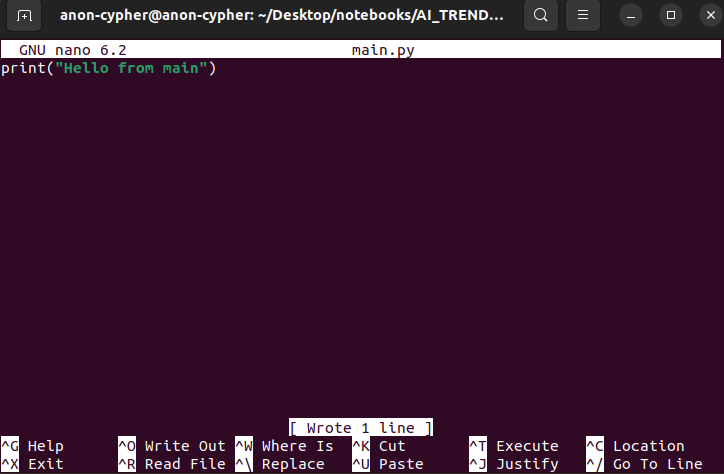 anon-cypher@anon-cypher: ~/Desktop/notebooks/AI_TREND...
GNU nano 6.2 main.py
print("Hello from main")
[ Wrote 1 line ]
^G Help ^O Write Out ^W Where Is ^K Cut ^T Execute ^C Location
^X Exit ^R Read File ^\ Replace ^U Paste ^J Justify ^/ Go To Line